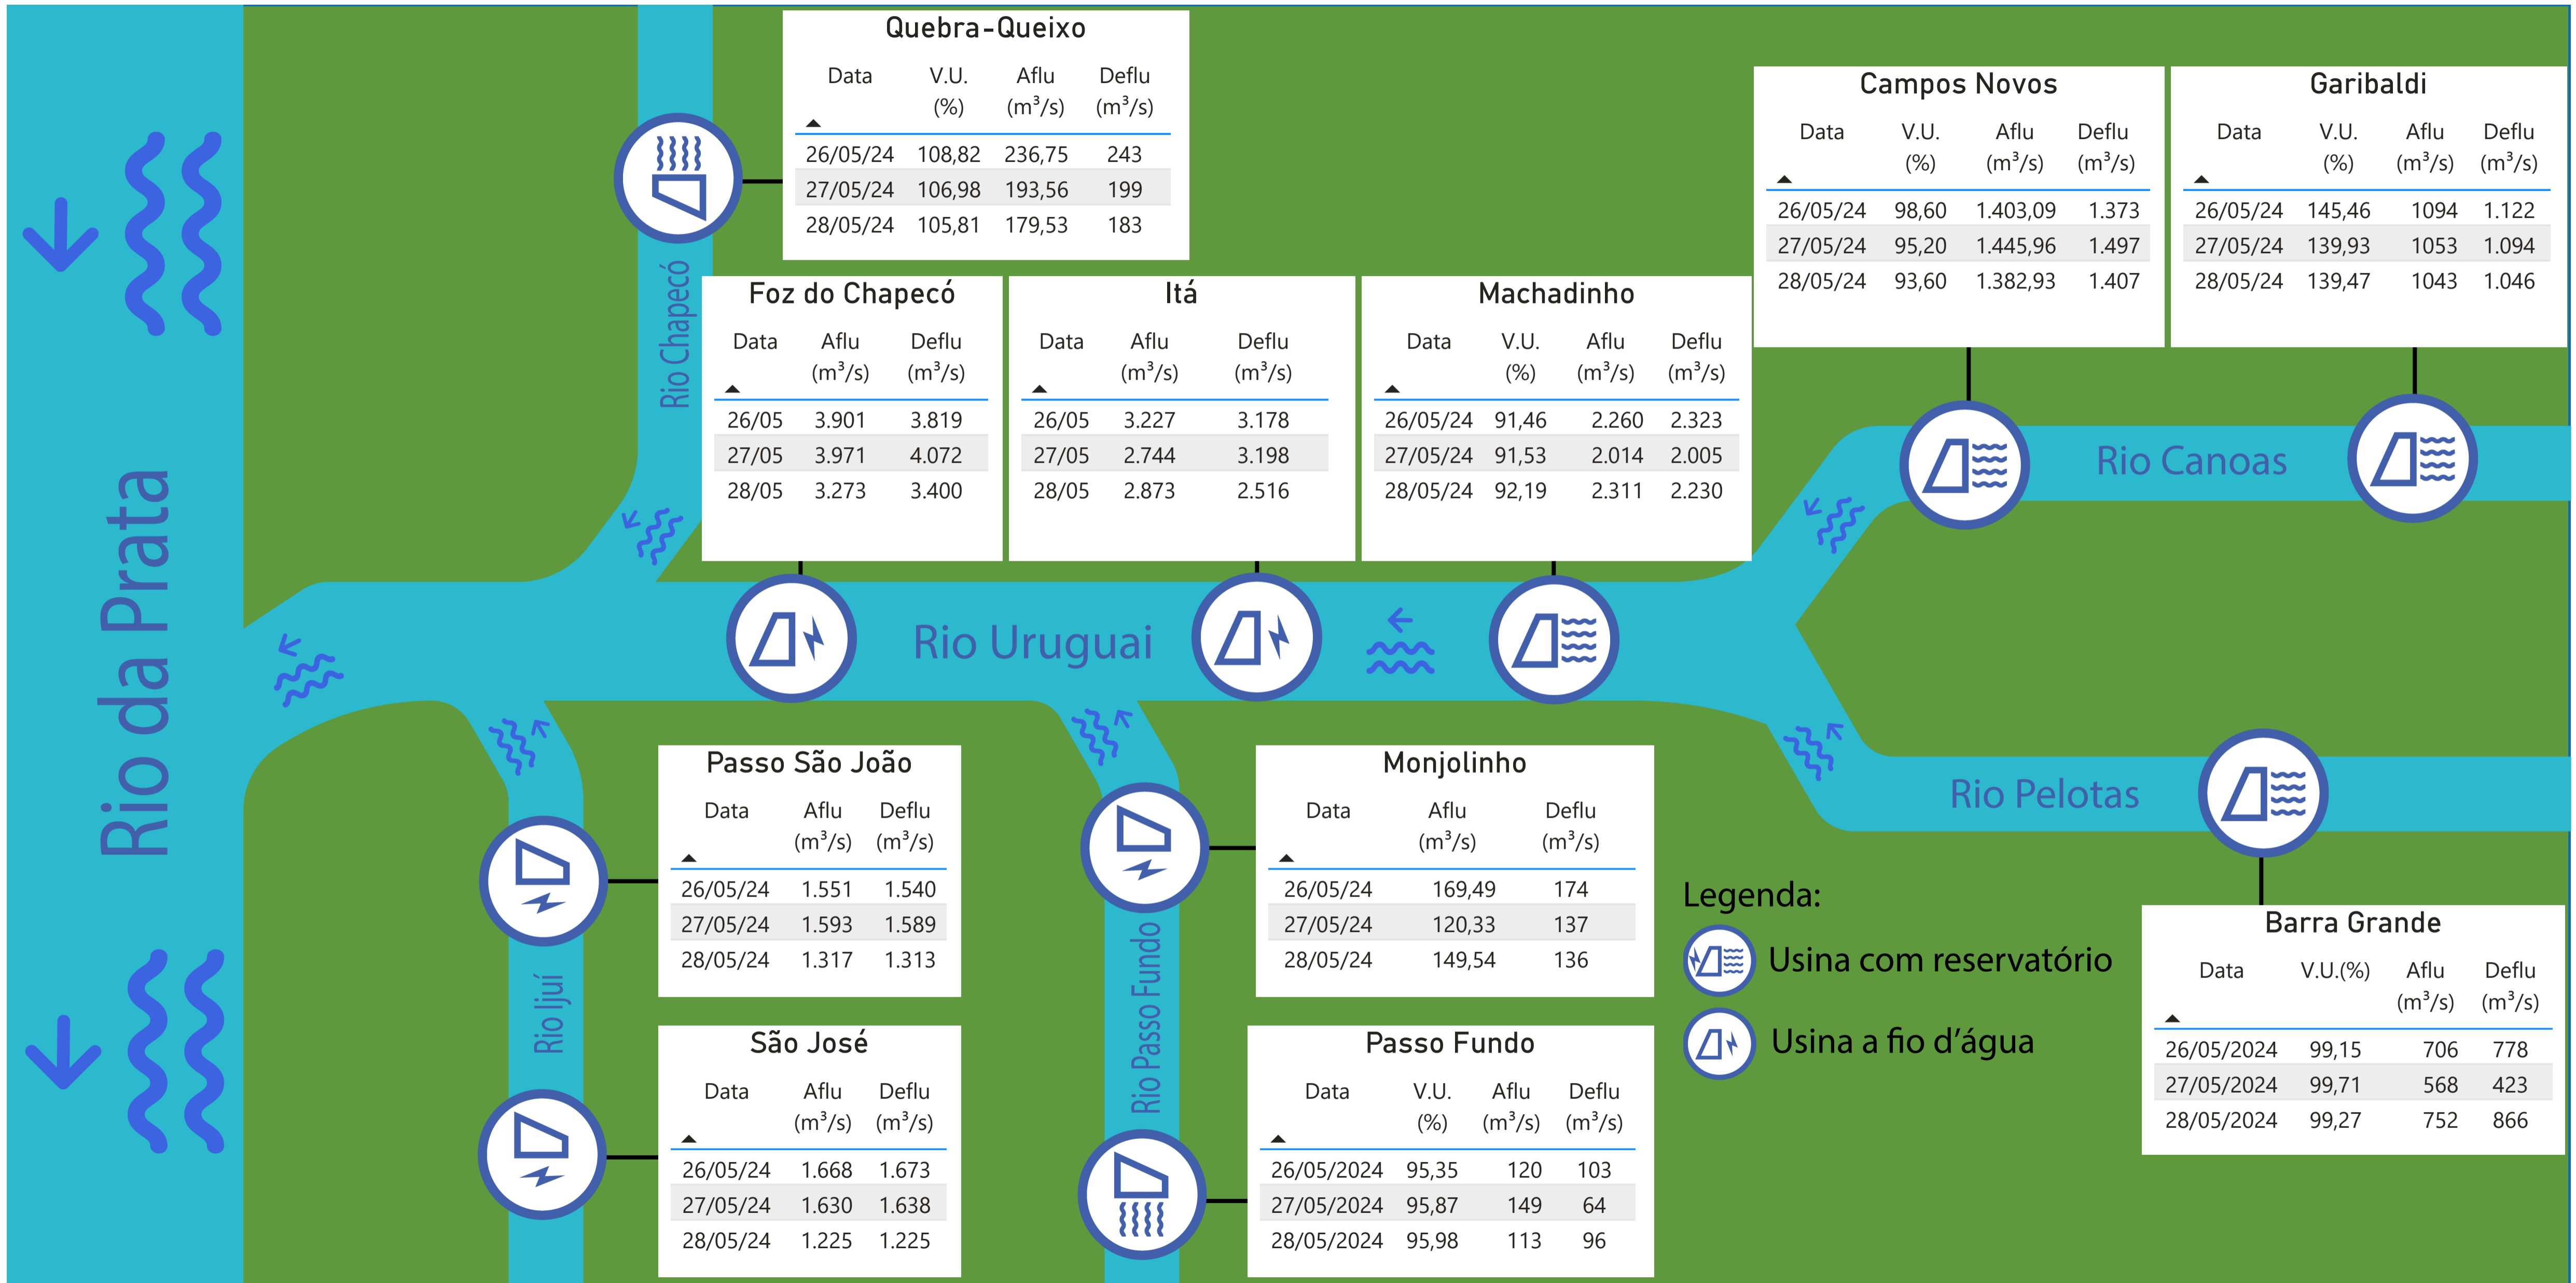 Rio da Prata
Quebra-Queixo
Data V.U. Aflu Deflu
(%) (m³/s) (m³/s)
26/05/24 108,82 236,75 243
27/05/24 106,98 193,56 199
28/05/24 105,81 179,53 183
Rio Chapecó
Campos Novos
Data V.U. Aflu Deflu
(%) (m³/s) (m³/s)
26/05/24 98,60 1.403,09 1.373
27/05/24 95,20 1.445,96 1.497
28/05/24 93,60 1.382,93 1.407
Garibaldi
Data V.U. Aflu Deflu
(%) (m³/s) (m³/s)
26/05/24 145,46 1094 1.122
27/05/24 139,93 1053 1.094
28/05/24 139,47 1043 1.046
Foz do Chapecó
Data Aflu Deflu
(m³/s) (m³/s)
26/05 3.901 3.819
27/05 3.971 4.072
28/05 3.273 3.400
Itá
Data Aflu Deflu
(m³/s) (m³/s)
26/05 3.227 3.178
27/05 2.744 3.198
28/05 2.873 2.516
Machadinho
Data V.U. Aflu Deflu
(%) (m³/s) (m³/s)
26/05/24 91,46 2.260 2.323
27/05/24 91,53 2.014 2.005
28/05/24 92,19 2.311 2.230
Rio Canoas
Rio Uruguai
Rio Pelotas
Passo São João
Data Aflu Deflu
(m³/s) (m³/s)
26/05/24 1.551 1.540
27/05/24 1.593 1.589
28/05/24 1.317 1.313
Rio Ijuí
São José
Data Aflu Deflu
(m³/s) (m³/s)
26/05/24 1.668 1.673
27/05/24 1.630 1.638
28/05/24 1.225 1.225
Monjolinho
Data Aflu Deflu
(m³/s) (m³/s)
26/05/24 169,49 174
27/05/24 120,33 137
28/05/24 149,54 136
Rio Passo Fundo
Passo Fundo
Data V.U. Aflu Deflu
(%) (m³/s) (m³/s)
26/05/2024 95,35 120 103
27/05/2024 95,87 149 64
28/05/2024 95,98 113 96
Legenda:
Usina com reservatório
Usina a fio d’água
Barra Grande
Data V.U.(%) Aflu Deflu
(m³/s) (m³/s)
26/05/2024 99,15 706 778
27/05/2024 99,71 568 423
28/05/2024 99,27 752 866